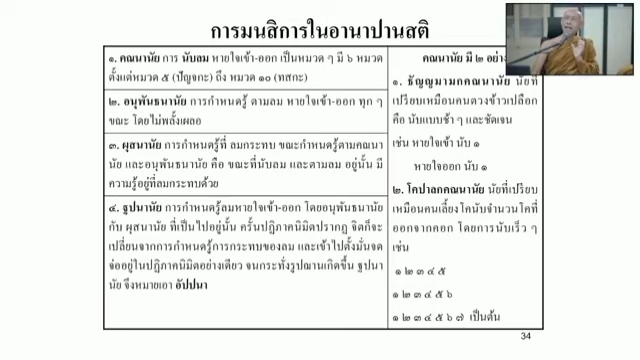 การมนสิการในอานาปานสติ
๑. คณนานัย การ นับลม หายใจเข้า-ออก เป็นหมวด ๆ มี ๖ หมวด
ตั้งแต่หมวด ๕ (ปัญจกะ) ถึง หมวด ๑๐ (ทสกะ)
๒. อนุพันธนานัย การกำหนดรู้ ตามลม หายใจเข้า-ออก ทุก ๆ
ขณะ โดยไม่พลั้งเผลอ
๓. ผุสนานัย การกำหนดรู้ที่ ลมกระทบ ขณะกำหนดรู้ตามคณนา
นัย และอนุพันธนานัย คือ ขณะที่นับลม และตามลม อยู่นั้น มี
ความรู้อยู่ที่ลมกระทบด้วย
๔. ฐปนานัย การกำหนดรู้ลมหายใจเข้า-ออก โดยอนุพันธนานัย
กับ ผุสนานัย ที่เป็นไปอยู่นั้น ครั้นปฏิภาคนิมิตปรากฏ จิตก็จะ
เปลี่ยนจากการกำหนดรู้การกระทบของลม และเข้าไปตั้งมั่นจด
จ่ออยู่ในปฏิภาคนิมิตอย่างเดียว จนกระทั่งรูปฌานเกิดขึ้น ฐปนา
นัย จึงหมายเอา อัปปนา
คณนานัย มี ๒ อย่าง
๑. ธัญญมามกคณนานัย นัยที่
เปรียบเหมือนคนตวงข้าวเปลือก
คือ นับแบบช้า ๆ และชัดเจน
เช่น หายใจเข้า นับ ๑
หายใจออก นับ ๑
๒. โคปาลกคณนานัย นัยที่เปรียบ
เหมือนคนเลี้ยงโคนับจำนวนโคที่
ออกจากคอก โดยการนับเร็ว ๆ
เช่น
๑ ๒ ๓ ๔ ๕
๑ ๒ ๓ ๔ ๕ ๖
๑ ๒ ๓ ๔ ๕ ๖ ๗ เป็นต้น
34